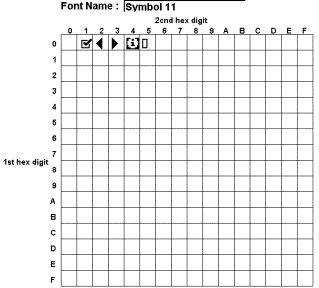 Font Name : Symbol 11
2cnd hex digit
0 1 2 3 4 5 6 7 8 9 A B C D E F
0
1
2
3
4
5
6
7
1st hex digit
8
9
A
B
C
D
E
F